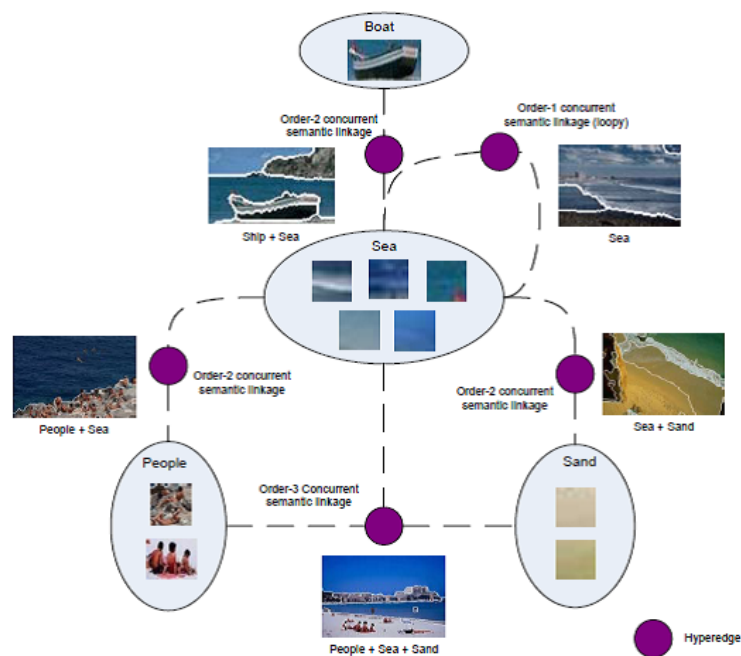 Boat
Order-2 concurrent
semantic linkage
Order-1 concurrent
semantic linkage (loopy)
Ship + Sea
Sea
Sea
Order-2 concurrent
semantic linkage
People + Sea
Order-2 concurrent
semantic linkage
Sea + Sand
People
Sand
Order-3 Concurrent
semantic linkage
People + Sea + Sand
Hyperedge